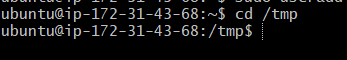 ubuntu@ip-172-31-43-68:~$ cd /tmp
ubuntu@ip-172-31-43-68:/tmp$